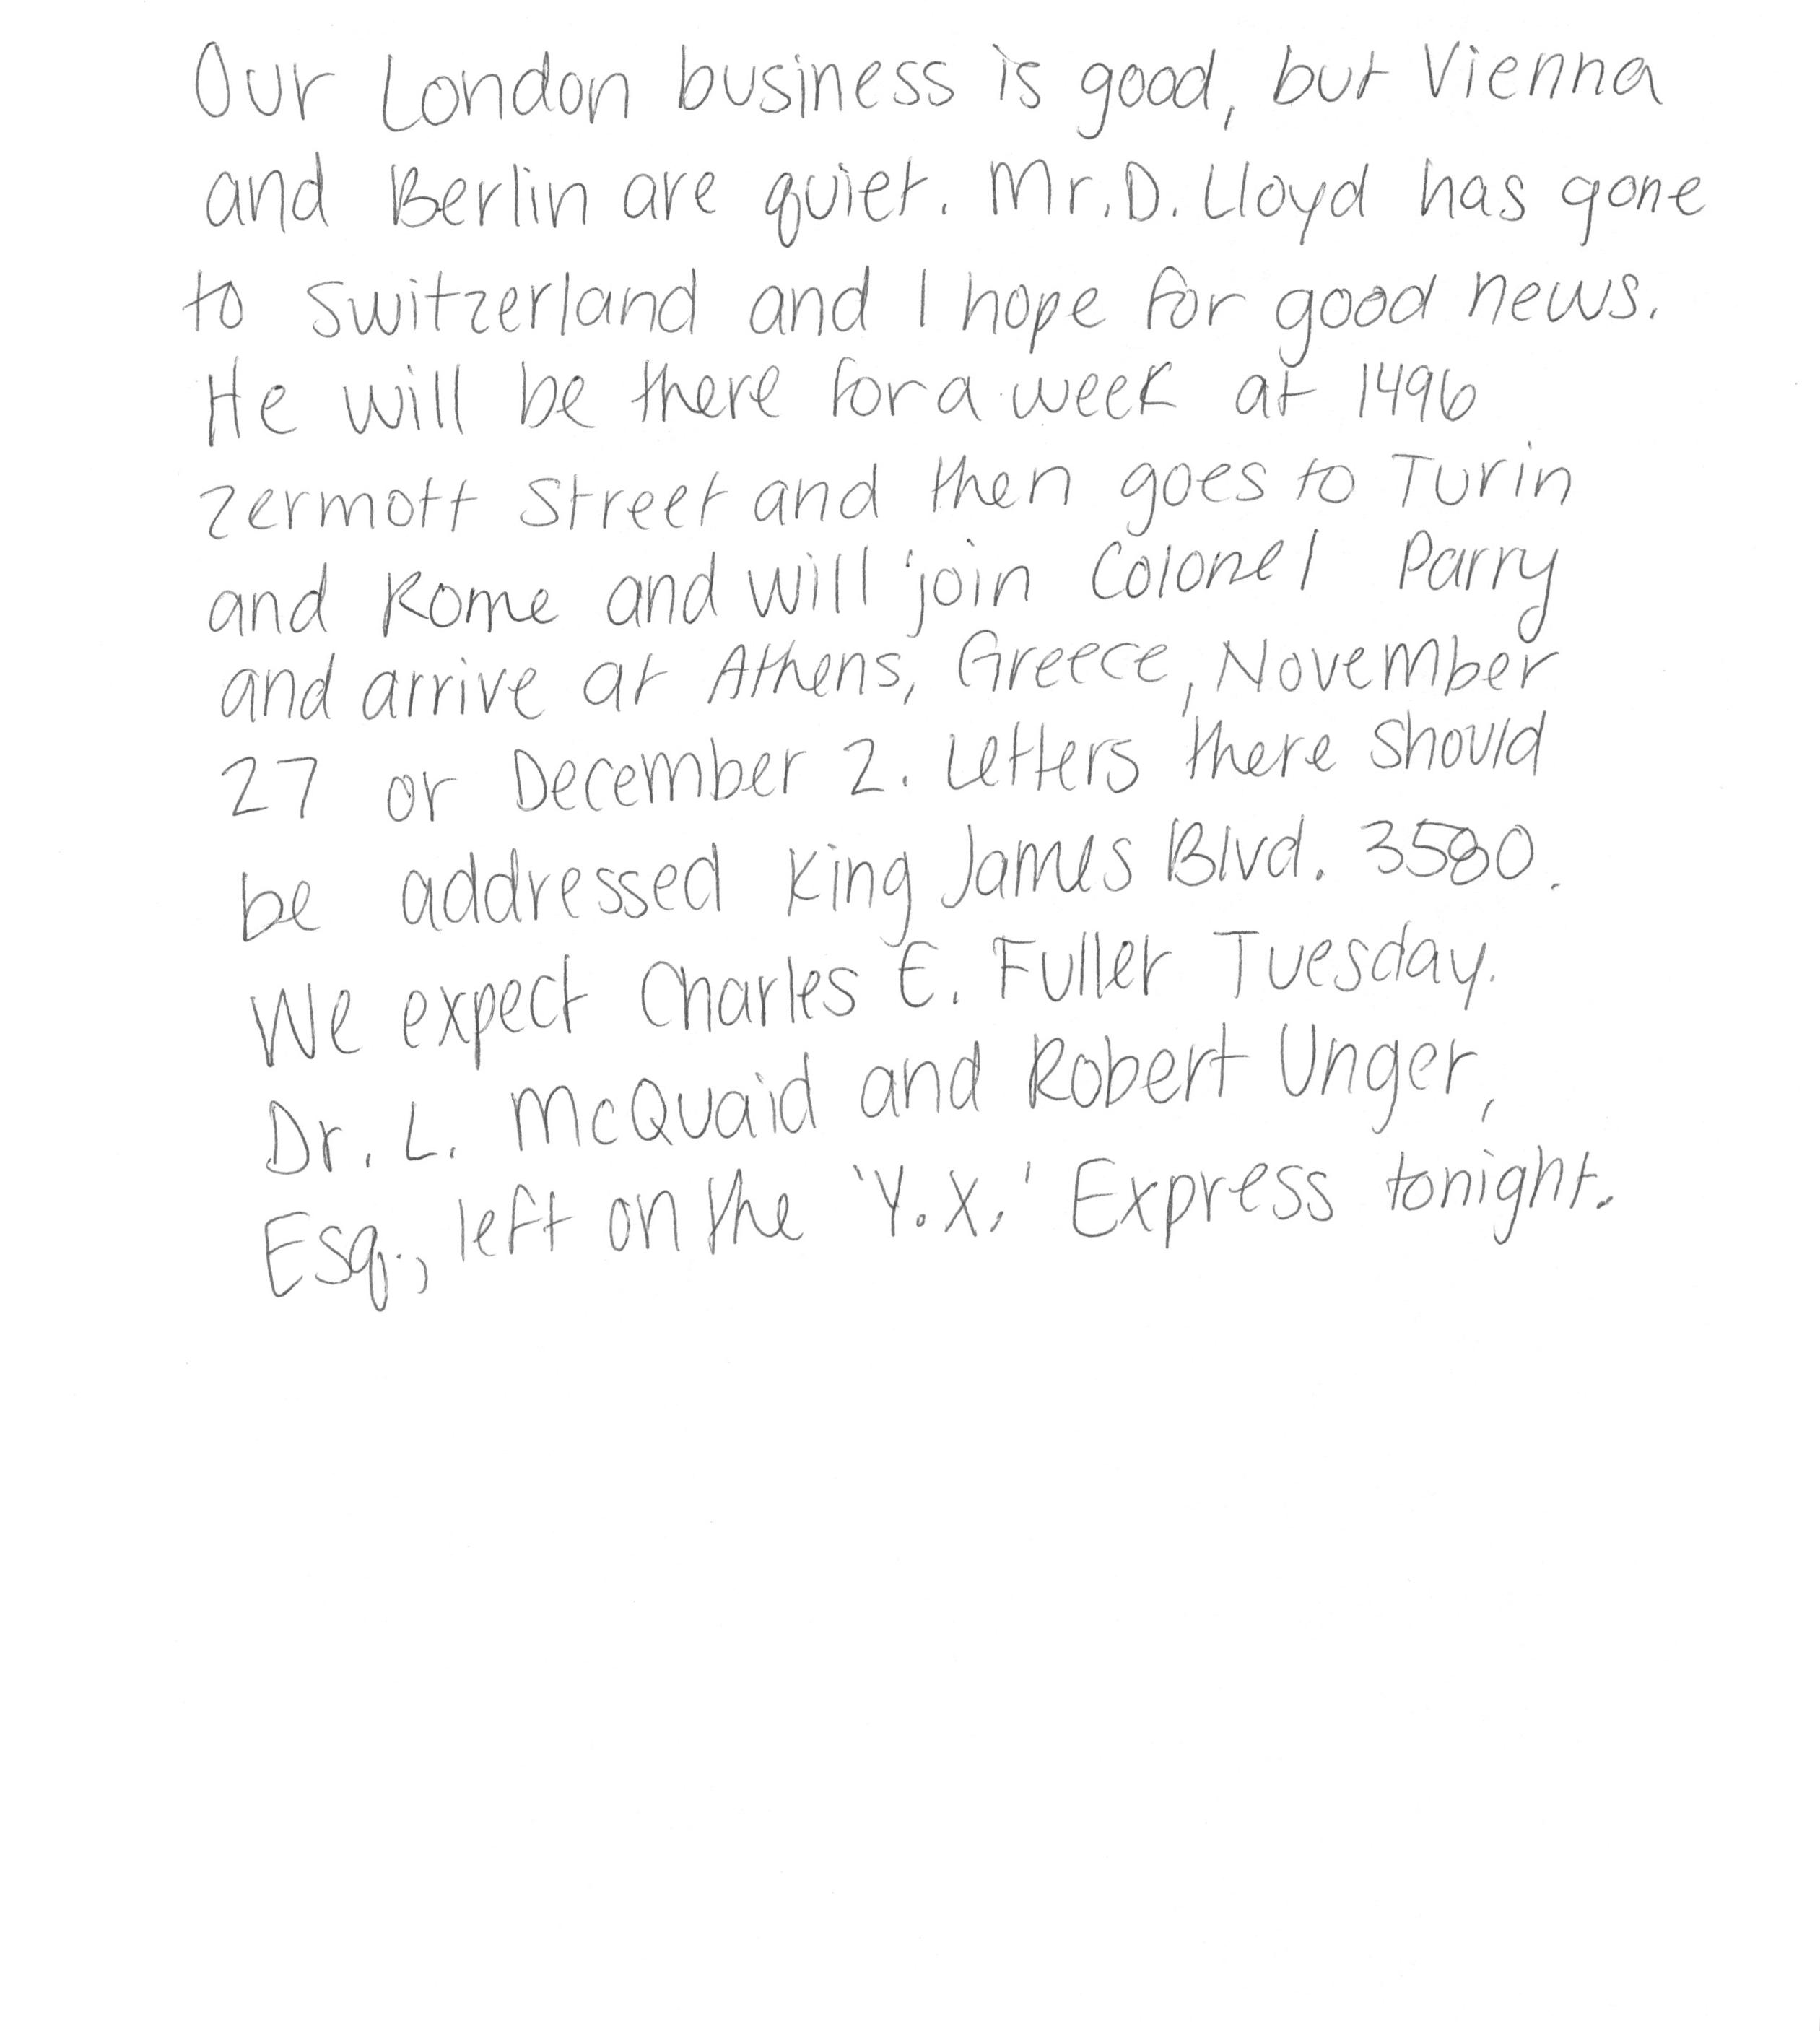 Our London business is good, but Vienna
and Berlin are quiet. Mr. D. Lloyd has gone
to Switzerland and I hope for good news.
He will be there for a week at 1496
Zermott Street and then goes to Turin
and Rome and will join Colonel Parry
and arrive at Athens, Greece, November
27 or December 2. Letters there should
be addressed King James Blvd. 3580.
We expect Charles E. Fuller Tuesday.
Dr. L. McQuaid and Robert Unger,
Esq., left on the 'Y.X.' Express tonight.